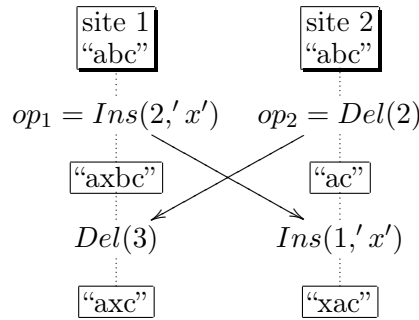 site 1 site 2
“abc” “abc”
op₁ = Ins(2,′ x′) op₂ = Del(2)
“axbc” “ac”
Del(3) Ins(1,′ x′)
“axc” “xac”